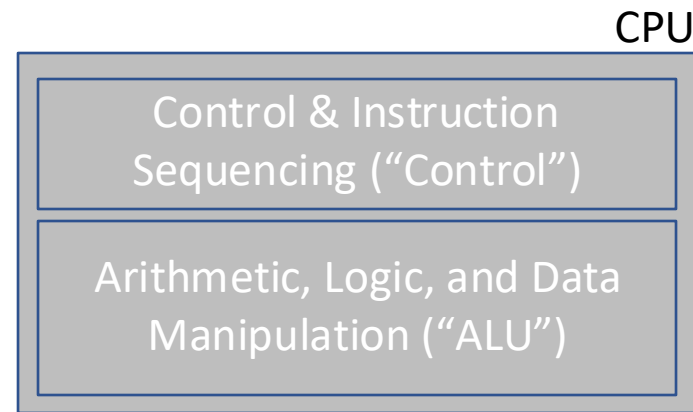 CPU
Control & Instruction
Sequencing (“Control”)
Arithmetic, Logic, and Data
Manipulation (“ALU”)